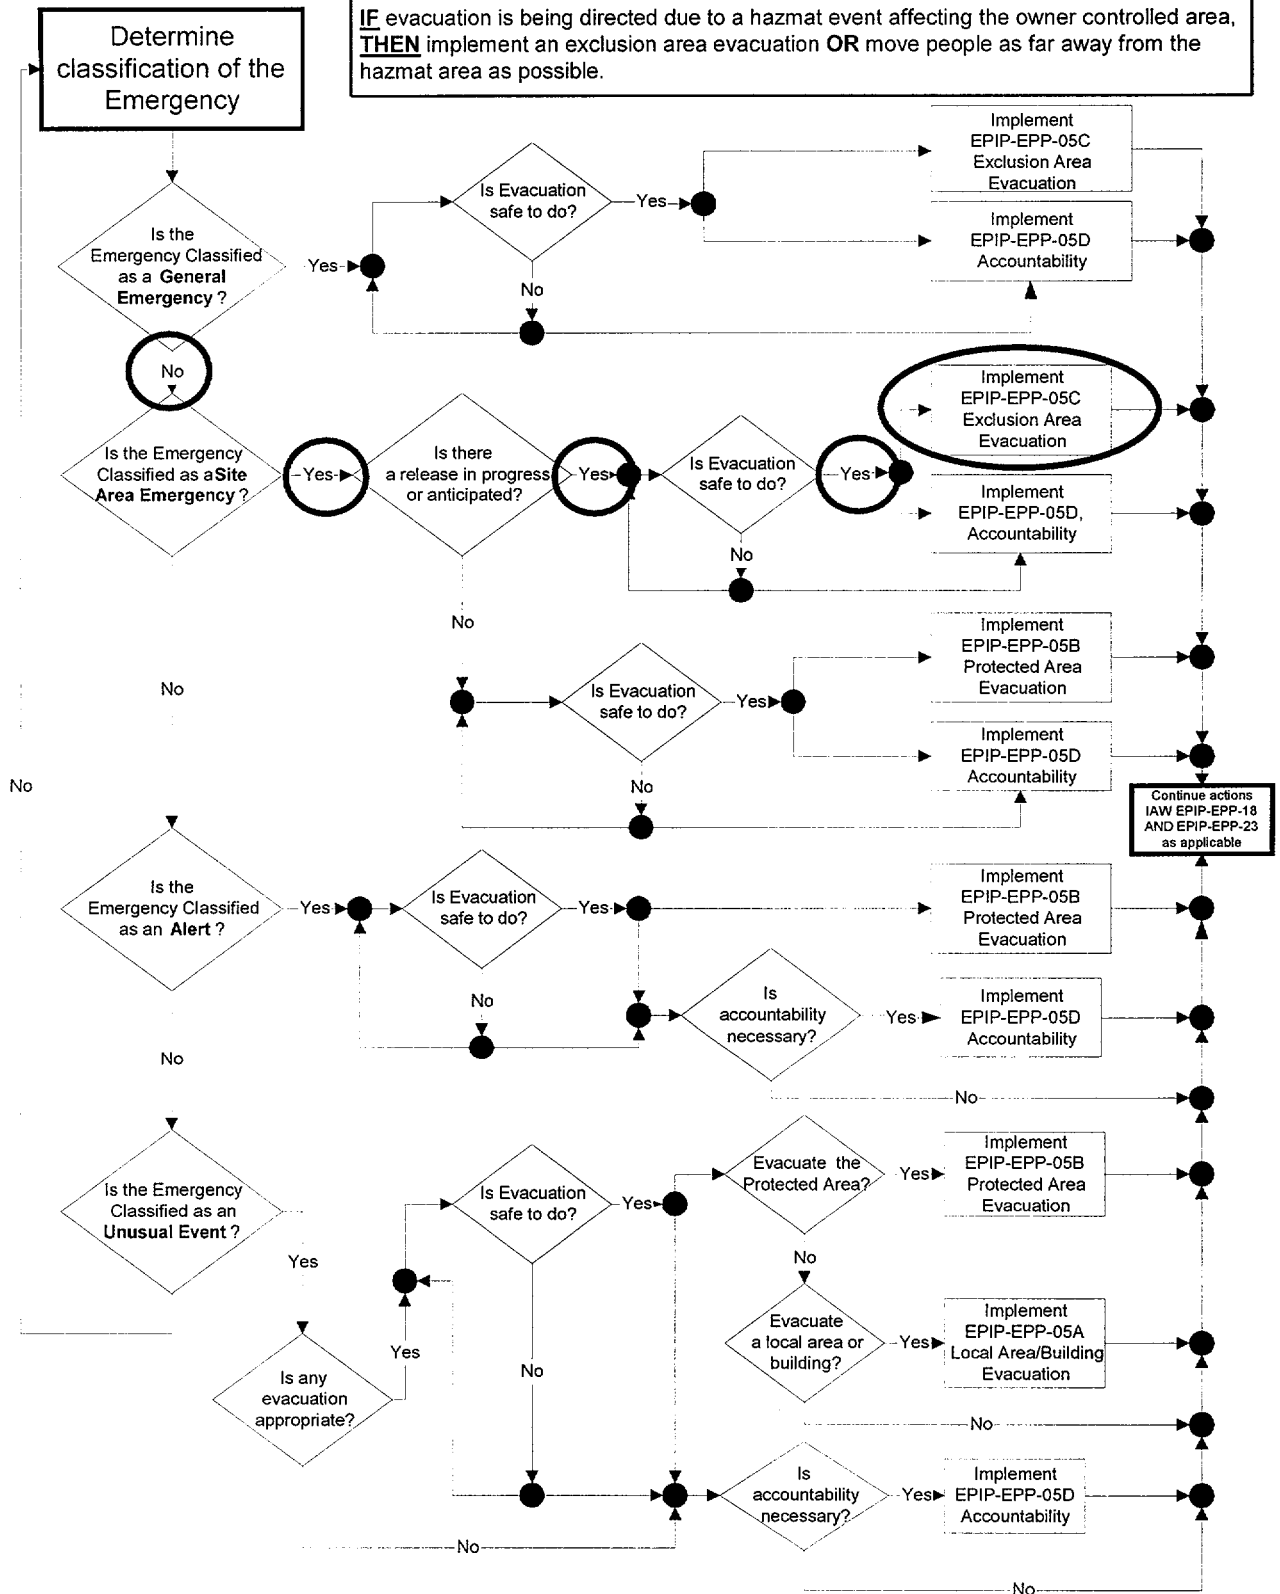 IF evacuation is being directed due to a hazmat event affecting the owner controlled area,
THEN implement an exclusion area evacuation OR move people as far away from the
hazmat area as possible.
Determine
classification of the
Emergency
Is the
Emergency Classified
as a General
Emergency ?
Yes
Is Evacuation
safe to do?
Yes
No
Implement
EPIP-EPP-05C
Exclusion Area
Evacuation
Implement
EPIP-EPP-05D
Accountability
No
Is the Emergency
Classified as a Site
Area Emergency ?
Yes
Is there
a release in progress
or anticipated?
Yes
Is Evacuation
safe to do?
Yes
No
Implement
EPIP-EPP-05C
Exclusion Area
Evacuation
Implement
EPIP-EPP-05D,
Accountability
No
Is Evacuation
safe to do?
Yes
No
Implement
EPIP-EPP-05B
Protected Area
Evacuation
Implement
EPIP-EPP-05D
Accountability
No
No
Continue actions
IAW EPIP-EPP-18
AND EPIP-EPP-23
as applicable
Is the
Emergency Classified
as an Alert ?
Yes
Is Evacuation
safe to do?
Yes
No
Implement
EPIP-EPP-05B
Protected Area
Evacuation
Is
accountability
necessary?
Yes
Implement
EPIP-EPP-05D
Accountability
No
No
Is the Emergency
Classified as an
Unusual Event ?
Yes
Is any
evacuation
appropriate?
Yes
Is Evacuation
safe to do?
Yes
No
Evacuate the
Protected Area?
Yes
Implement
EPIP-EPP-05B
Protected Area
Evacuation
No
Evacuate
a local area or
building?
Yes
Implement
EPIP-EPP-05A
Local Area/Building
Evacuation
No
Is
accountability
necessary?
Yes
Implement
EPIP-EPP-05D
Accountability
No
No